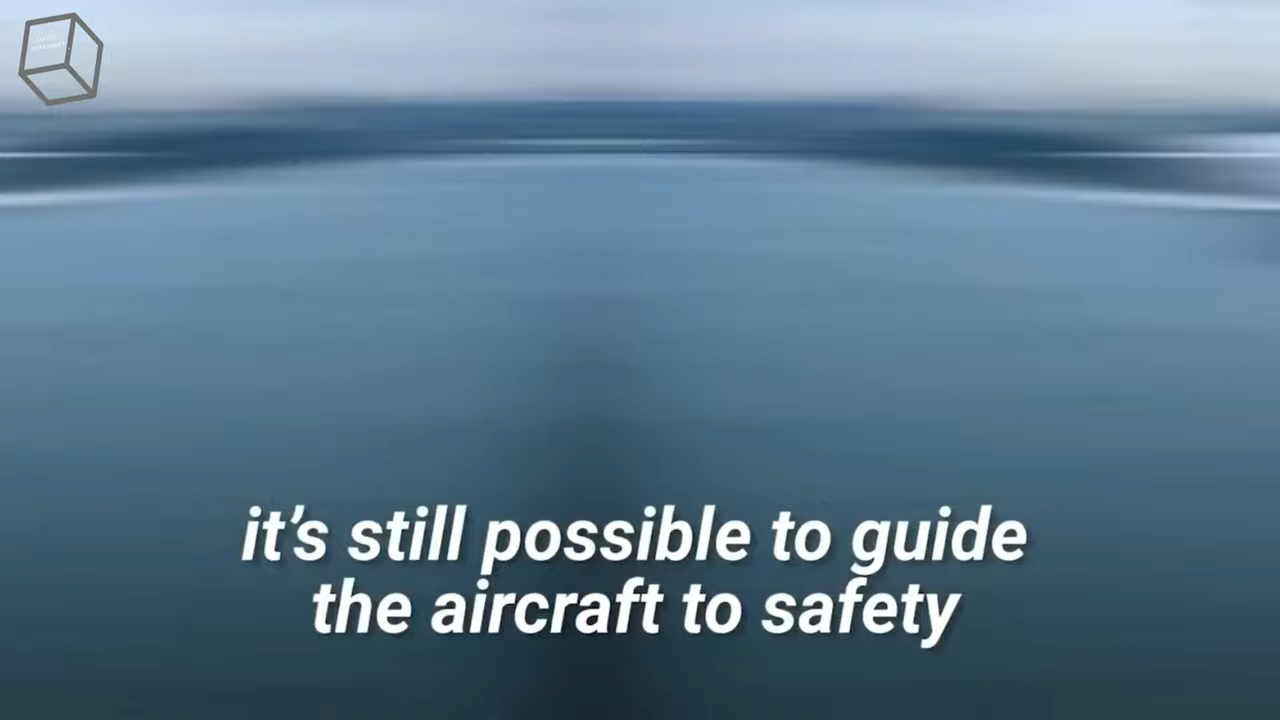 it’s still possible to guide
the aircraft to safety